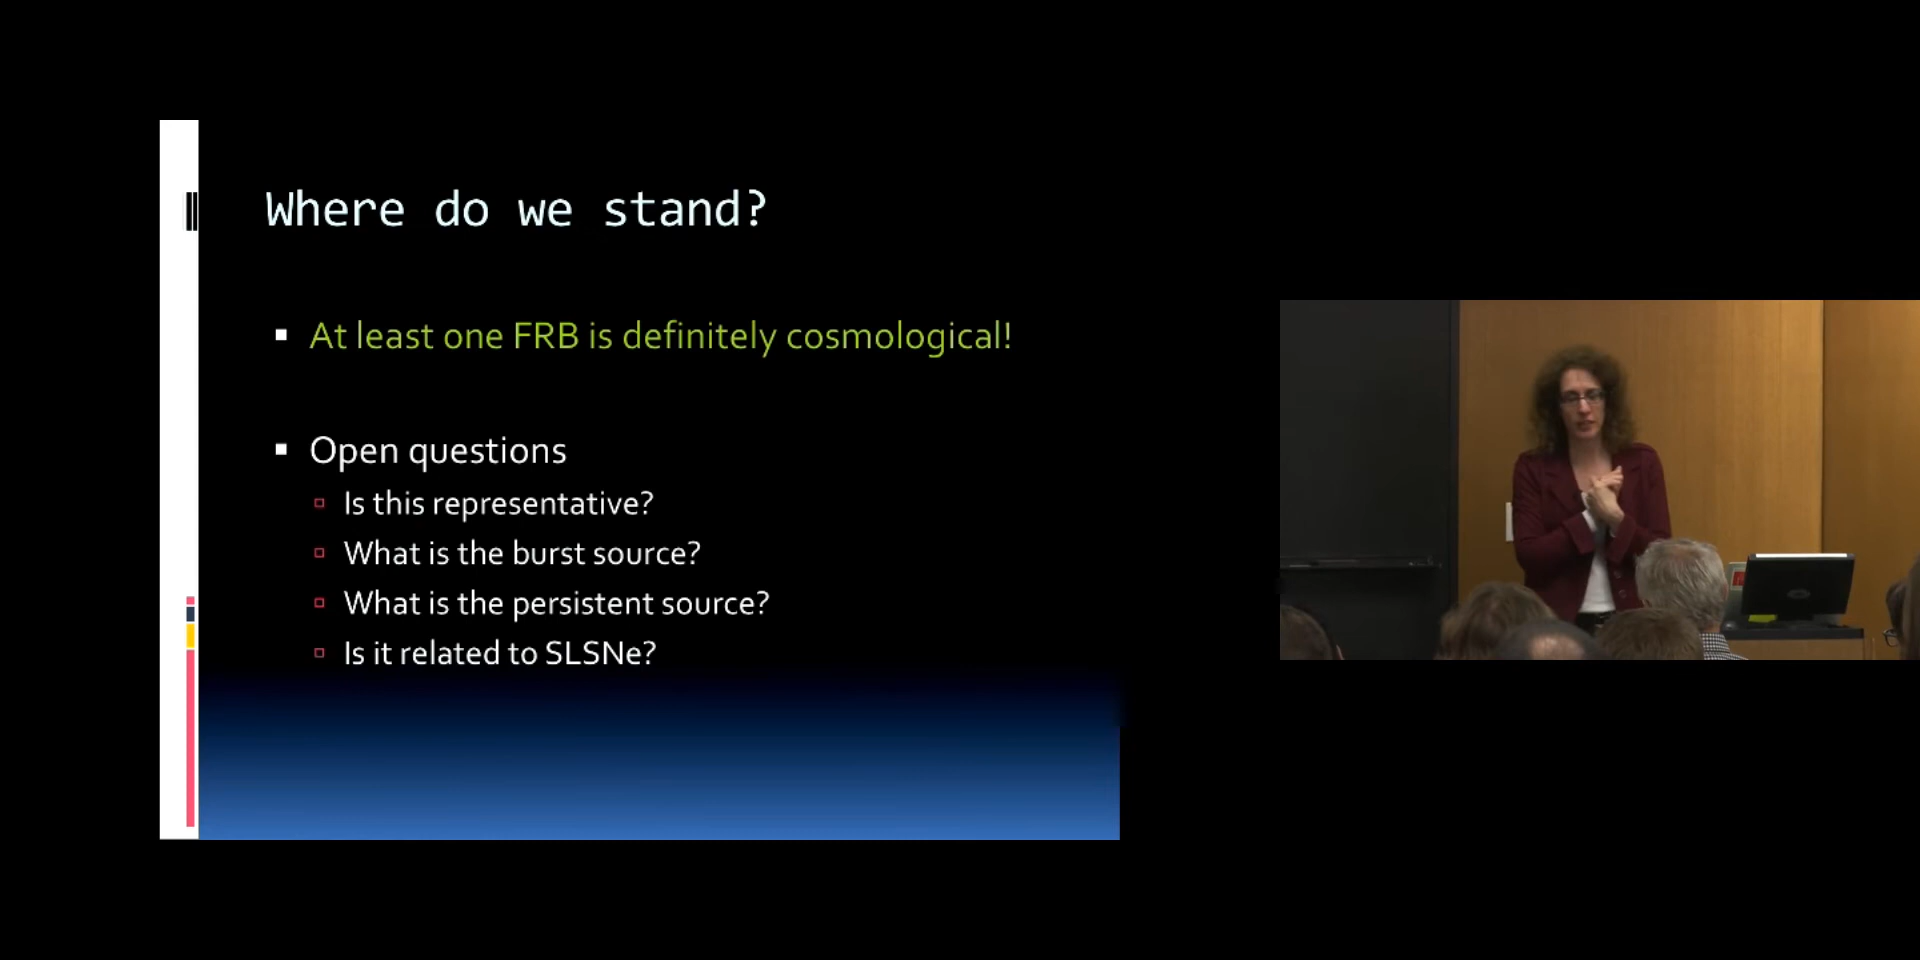 Where do we stand?
At least one FRB is definitely cosmological!
Open questions
Is this representative?
What is the burst source?
What is the persistent source?
Is it related to SLSNe?